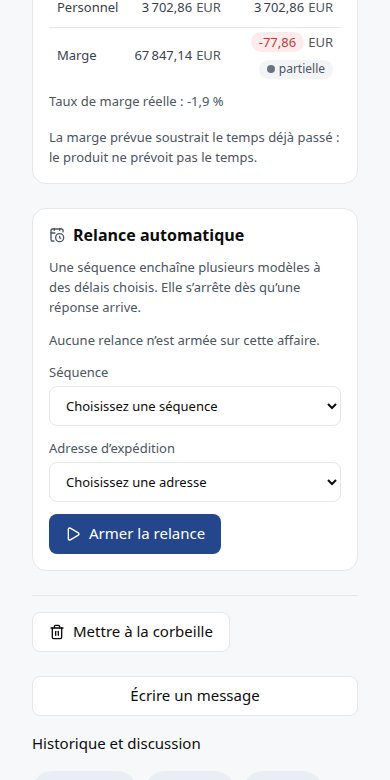 Personnel 3 702,86 EUR 3 702,86 EUR
Marge 67 847,14 EUR -77,86 EUR
partielle
Taux de marge réelle : -1,9 %
La marge prévue soustrait le temps déjà passé :
le produit ne prévoit pas le temps.
Relance automatique
Une séquence enchaîne plusieurs modèles à
des délais choisis. Elle s’arrête dès qu’une
réponse arrive.
Aucune relance n’est armée sur cette affaire.
Séquence
Choisissez une séquence
Adresse d’expédition
Choisissez une adresse
Armer la relance
Mettre à la corbeille
Écrire un message
Historique et discussion